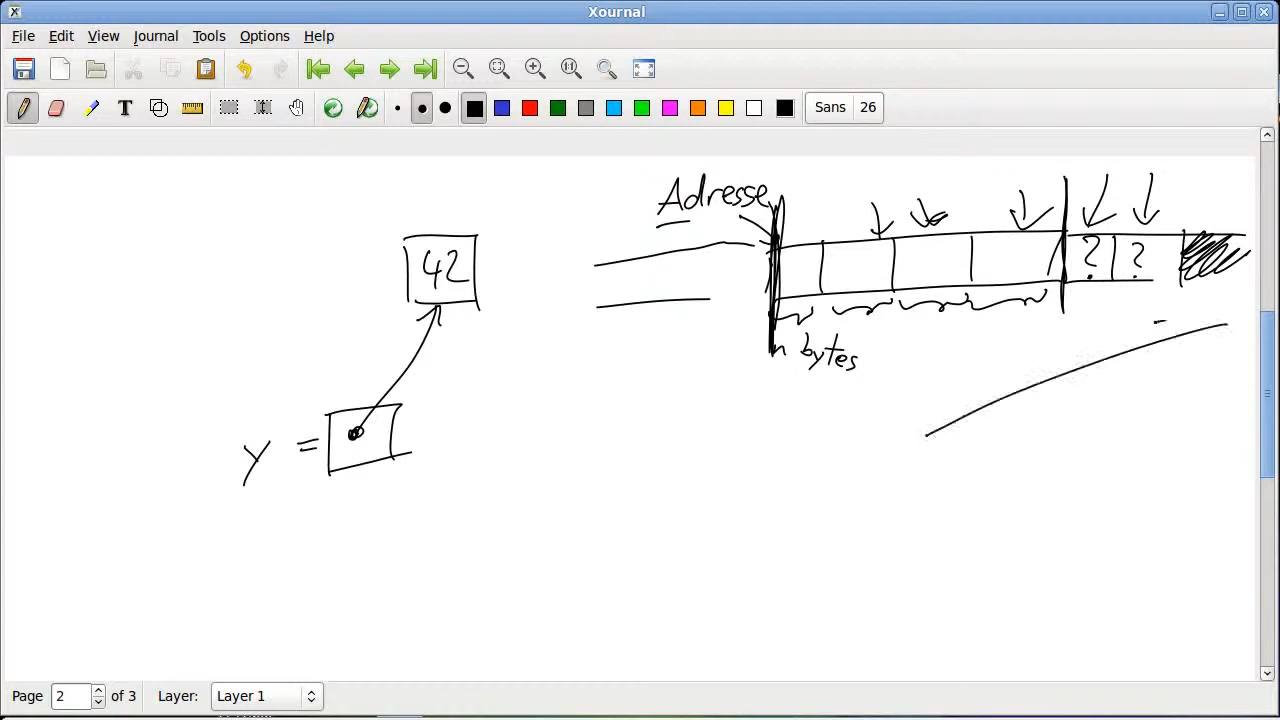 Xournal
File Edit View Journal Tools Options Help
T Sans 26
Adresse
42
? ?
n bytes
y =
Page 2 of 3 Layer: Layer 1